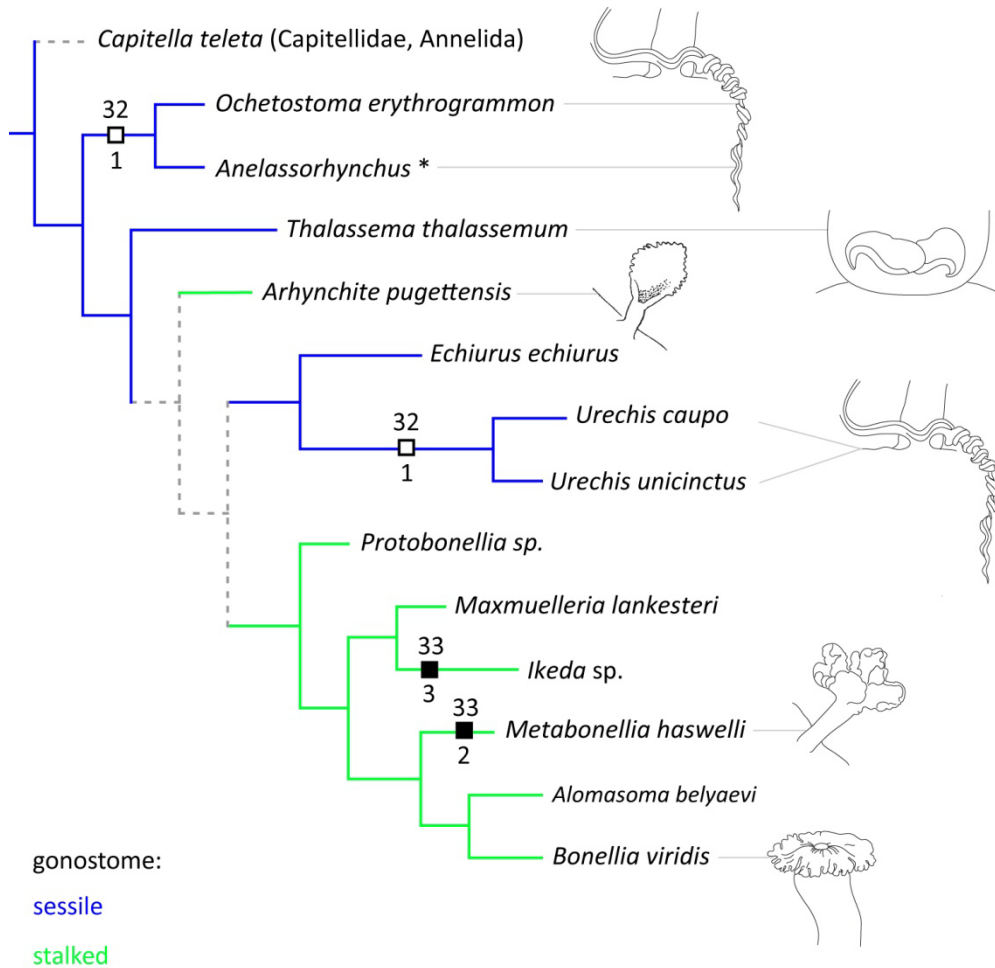 Capitella teleta (Capitellidae, Annelida)
32
1
Ochetostoma erythrogrammon
Anelassorhynchus *
Thalassema thalassemum
Arhynchite pugettensis
Echiurus echiurus
32
1
Urechis caupo
Urechis unicinctus
Protobonellia sp.
Maxmuelleria lankesteri
33
3
Ikeda sp.
33
2
Metabonellia haswelli
Alomasoma belyaevi
Bonellia viridis
gonostome:
sessile
stalked